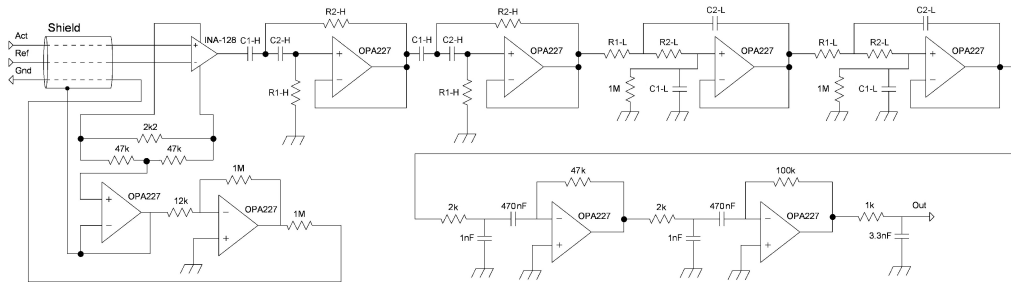 Shield
Act
Ref
Gnd
INA-128
C1-H
C2-H
R2-H
R1-H
OPA227
C1-H
C2-H
R2-H
R1-H
OPA227
R1-L
R2-L
C2-L
1M
C1-L
OPA227
R1-L
R2-L
C2-L
1M
C1-L
OPA227
2k2
47k
47k
OPA227
12k
1M
OPA227
1M
2k
1nF
470nF
47k
OPA227
2k
1nF
470nF
100k
OPA227
1k
3.3nF
Out